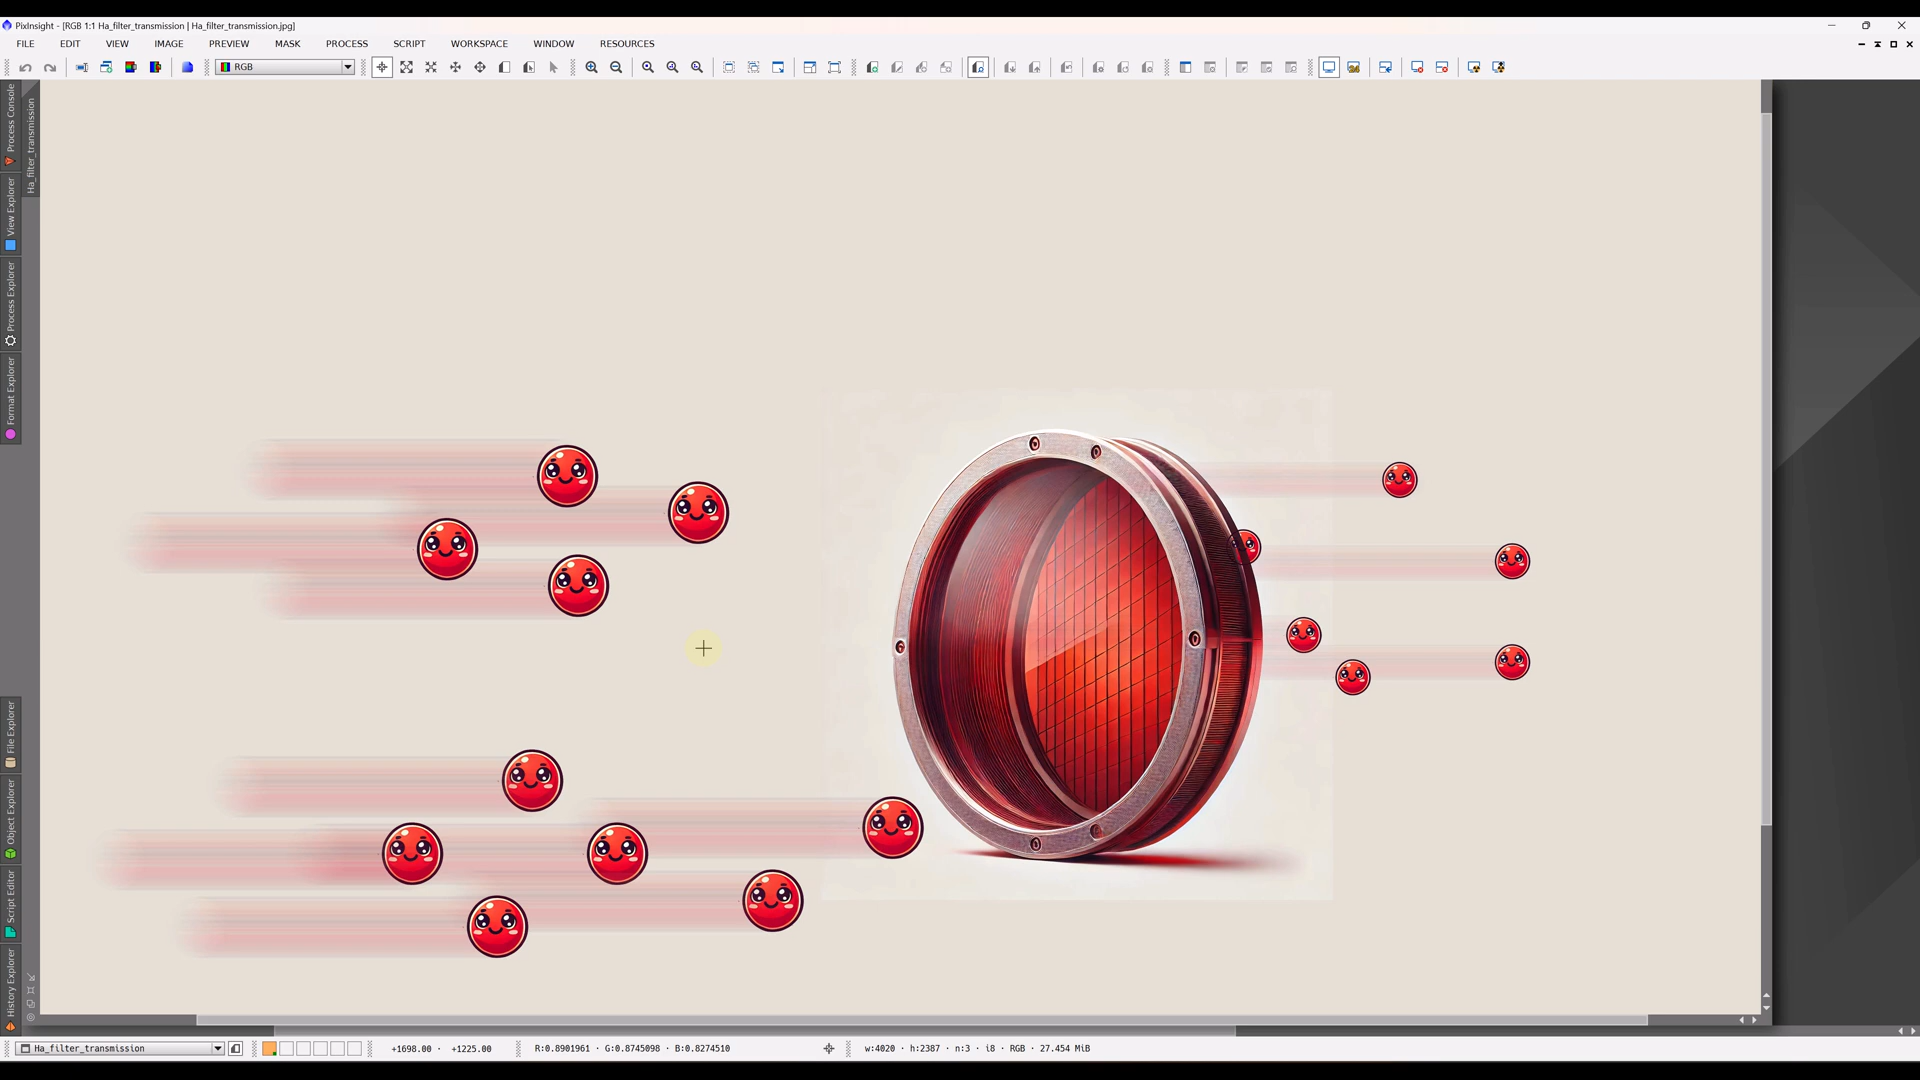 PixInsight - [RGB 1:1 Ha_filter_transmission | Ha_filter_transmission.jpg]
FILE EDIT VIEW IMAGE PREVIEW MASK PROCESS SCRIPT WORKSPACE WINDOW RESOURCES
RGB
Process Console
Ha_filter_transmission
View Explorer
Process Explorer
Format Explorer
File Explorer
Object Explorer
Script Editor
History Explorer
Ha_filter_transmission
+1698.00 · +1225.00
R:0.8901961 · G:0.8745098 · B:0.8274510
w:4020 · h:2387 · n:3 · i8 · RGB · 27.454 MiB